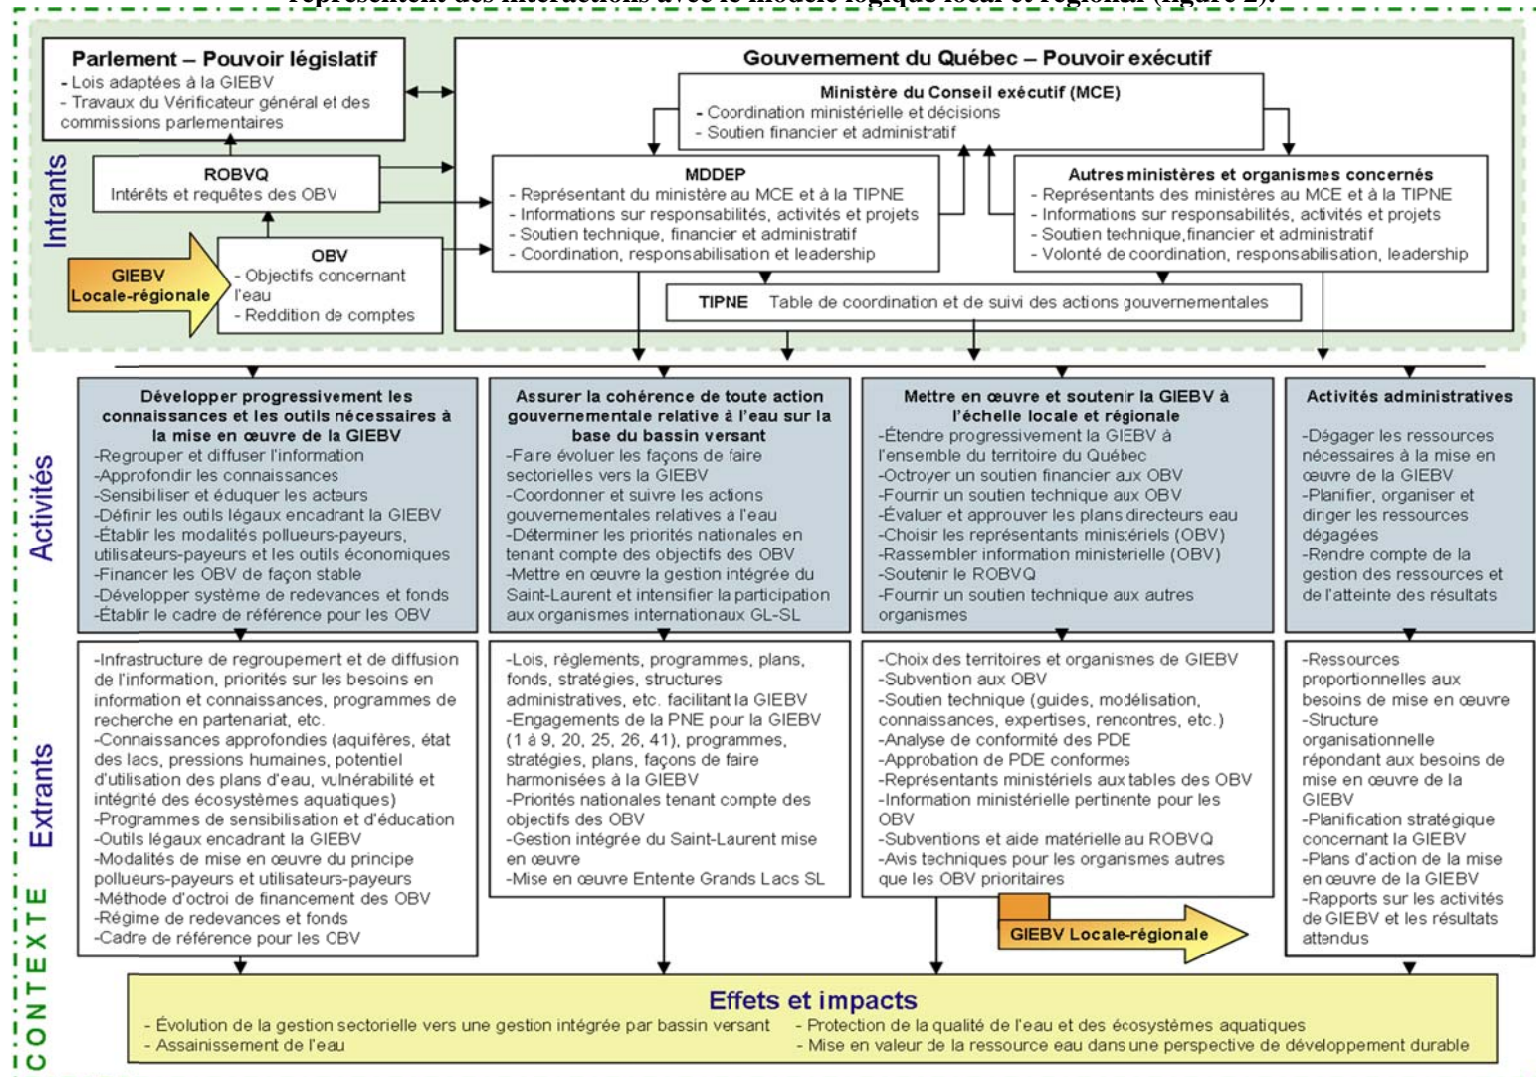 représentent des interactions avec le modèle logique local et régional (figure 2).
Parlement – Pouvoir législatif
- Lois adaptées à la GIEBV
- Travaux du Vérificateur général et des
commissions parlementaires
Gouvernement du Québec – Pouvoir exécutif
Ministère du Conseil exécutif (MCE)
- Coordination ministérielle et décisions
- Soutien financier et administratif
Intrants
ROBVQ
Intérêts et requêtes des OBV
MDDEP
- Représentant du ministère au MCE et à la TIPNE
- Informations sur responsabilités, activités et projets
- Soutien technique, financier et administratif
- Coordination, responsabilisation et leadership
Autres ministères et organismes concernés
- Représentants des ministères au MCE et à la TIPNE
- Informations sur responsabilités, activités et projets
- Soutien technique, financier et administratif
- Volonté de coordination, responsabilisation, leadership
GIEBV
Locale-régionale
OBV
- Objectifs concernant
l'eau
- Reddition de comptes
TIPNE Table de coordination et de suivi des actions gouvernementales
Activités
Développer progressivement les
connaissances et les outils nécessaires à
la mise en œuvre de la GIEBV
-Regrouper et diffuser l'information
-Approfondir les connaissances
-Sensibiliser et éduquer les acteurs
-Définir les outils légaux encadrant la GIEBV
-Établir les modalités pollueurs-payeurs,
utilisateurs-payeurs et les outils économiques
-Financer les OBV de façon stable
-Développer système de redevances et fonds
-Établir le cadre de référence pour les OBV
Assurer la cohérence de toute action
gouvernementale relative à l'eau sur la
base du bassin versant
-Faire évoluer les façons de faire
sectorielles vers la GIEBV
-Coordonner et suivre les actions
gouvernementales relatives à l'eau
-Déterminer les priorités nationales en
tenant compte des objectifs des OBV
-Mettre en œuvre la gestion intégrée du
Saint-Laurent et intensifier la participation
aux organismes internationaux GL-SL
Mettre en œuvre et soutenir la GIEBV à
l'échelle locale et régionale
-Étendre progressivement la GIEBV à
l'ensemble du territoire du Québec
-Octroyer un soutien financier aux OBV
-Fournir un soutien technique aux OBV
-Évaluer et approuver les plans directeurs eau
-Choisir les représentants ministériels (OBV)
-Rassembler information ministerielle (OBV)
-Soutenir le ROBVQ
-Fournir un soutien technique aux autres
organismes
Activités administratives
-Dégager les ressources
nécessaires à la mise en
œuvre de la GIEBV
-Planifier, organiser et
diriger les ressources
dégagées
-Rendre compte de la
gestion des ressources et
de l'atteinte des résultats
Extrants
-Infrastructure de regroupement et de diffusion
de l'information, priorités sur les besoins en
information et connaissances, programmes de
recherche en partenariat, etc.
-Connaissances approfondies (aquifères, état
des lacs, pressions humaines, potentiel
d'utilisation des plans d'eau, vulnérabilité et
intégrité des écosystèmes aquatiques)
-Programmes de sensibilisation et d'éducation
-Outils légaux encadrant la GIEBV
-Modalités de mise en œuvre du principe
pollueurs-payeurs et utilisateurs-payeurs
-Méthode d'octroi de financement des OBV
-Régime de redevances et fonds
-Cadre de référence pour les OBV
-Lois, règlements, programmes, plans,
fonds, stratégies, structures
administratives, etc. facilitant la GIEBV
-Engagements de la PNE pour la GIEBV
(1 à 9, 20, 25, 26, 41), programmes,
stratégies, plans, façons de faire
harmonisées à la GIEBV
-Priorités nationales tenant compte des
objectifs des OBV
-Gestion intégrée du Saint-Laurent mise
en œuvre
-Mise en œuvre Entente Grands Lacs SL
-Choix des territoires et organismes de GIEBV
-Subvention aux OBV
-Soutien technique (guides, modélisation,
connaissances, expertises, rencontres, etc.)
-Analyse de conformité des PDE
-Approbation de PDE conformes
-Représentants ministériels aux tables des OBV
-Information ministérielle pertinente pour les
OBV
-Subventions et aide matérielle au ROBVQ
-Avis techniques pour les organismes autres
que les OBV prioritaires
-Ressources
proportionnelles aux
besoins de mise en œuvre
-Structure
organisationnelle
répondant aux besoins de
mise en œuvre de la
GIEBV
-Planification stratégique
concernant la GIEBV
-Plans d'action de la mise
en œuvre de la GIEBV
-Rapports sur les activités
de GIEBV et les résultats
attendus
GIEBV Locale-régionale
CONTEXTE
Effets et impacts
- Évolution de la gestion sectorielle vers une gestion intégrée par bassin versant
- Assainissement de l'eau
- Protection de la qualité de l'eau et des écosystèmes aquatiques
- Mise en valeur de la ressource eau dans une perspective de développement durable